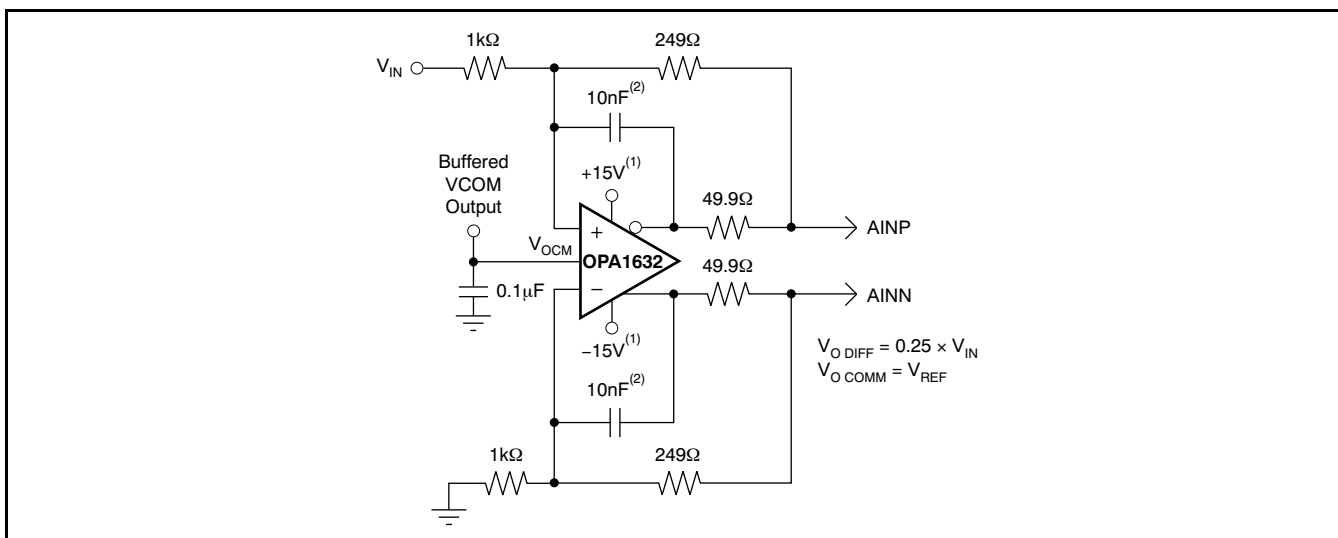 1kΩ
249Ω
V_IN
10nF(2)
Buffered
VCOM
Output
+15V(1)
49.9Ω
+
AINP
V_OCM
OPA1632
49.9Ω
0.1μF
−
AINN
−15V(1)
V_O DIFF = 0.25 × V_IN
V_O COMM = V_REF
10nF(2)
1kΩ
249Ω